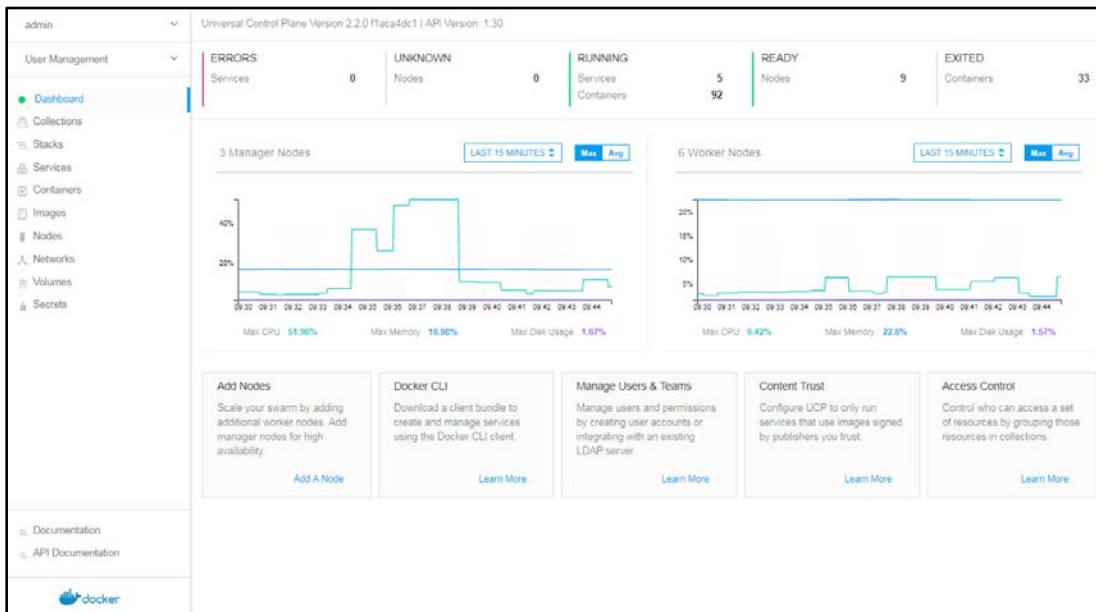 admin
User Management
Dashboard
Collections
Stacks
Services
Containers
Images
Nodes
Networks
Volumes
Secrets
Documentation
API Documentation
docker
Universal Control Plane Version 2.2.0 f1aca4dc1 | API Version: 1.30
ERRORS
Services 0
UNKNOWN
Nodes 0
RUNNING
Services 5
Containers 92
READY
Nodes 9
EXITED
Containers 33
3 Manager Nodes
LAST 15 MINUTES
Max Avg
40%
20%
09:30 09:31 09:32 09:33 09:34 09:35 09:36 09:37 09:38 09:39 09:40 09:41 09:42 09:43 09:44
Max CPU 51.96% Max Memory 16.98% Max Disk Usage 1.67%
6 Worker Nodes
LAST 15 MINUTES
Max Avg
20%
15%
10%
5%
09:30 09:31 09:32 09:33 09:34 09:35 09:36 09:37 09:38 09:39 09:40 09:41 09:42 09:43 09:44
Max CPU 6.42% Max Memory 22.6% Max Disk Usage 1.57%
Add Nodes
Scale your swarm by adding
additional worker nodes. Add
manager nodes for high
availability.
Add A Node
Docker CLI
Download a client bundle to
create and manage services
using the Docker CLI client.
Learn More
Manage Users & Teams
Manage users and permissions
by creating user accounts or
integrating with an existing
LDAP server
Learn More
Content Trust
Configure UCP to only run
services that use images signed
by publishers you trust.
Learn More
Access Control
Control who can access a set
of resources by grouping those
resources in collections.
Learn More